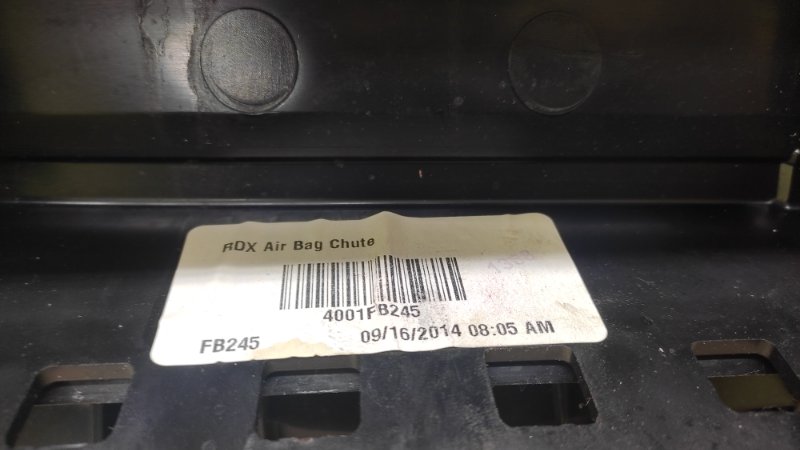 RDX Air Bag Chute
4001FB245
FB245
09/16/2014 08:05 AM